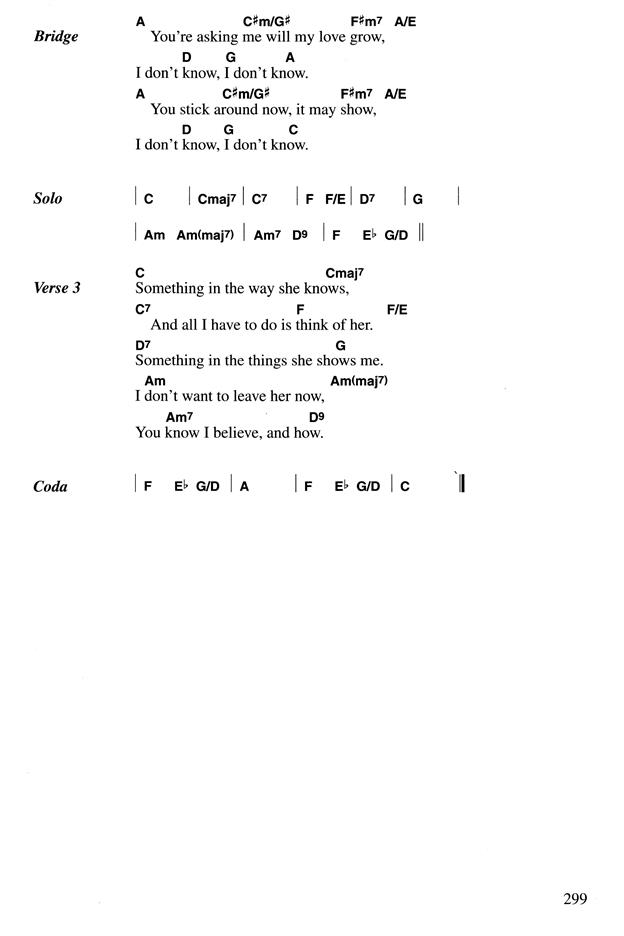 A C♯m/G♯ F♯m7 A/E
Bridge You're asking me will my love grow,
D G A
I don't know, I don't know.
A C♯m/G♯ F♯m7 A/E
You stick around now, it may show,
D G C
I don't know, I don't know.
Solo | C | Cmaj7 | C7 | F F/E | D7 | G |
| Am Am(maj7) | Am7 D9 | F E♭ G/D ||
C Cmaj7
Verse 3 Something in the way she knows,
C7 F F/E
And all I have to do is think of her.
D7 G
Something in the things she shows me.
Am Am(maj7)
I don't want to leave her now,
Am7 D9
You know I believe, and how.
Coda | F E♭ G/D | A | F E♭ G/D | C ||
299